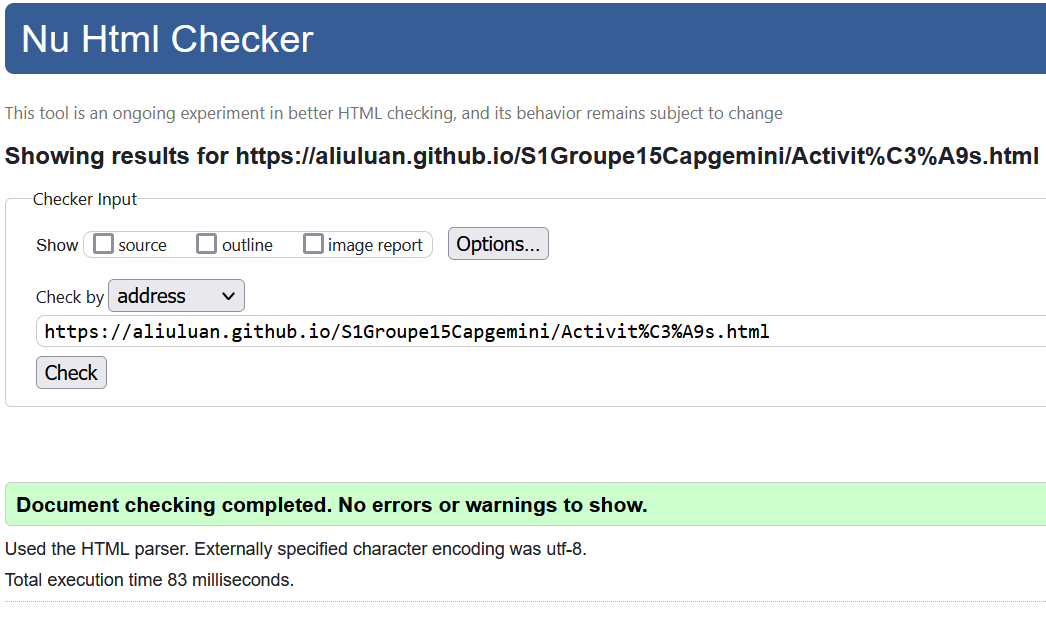 Nu Html Checker
This tool is an ongoing experiment in better HTML checking, and its behavior remains subject to change
Showing results for https://aliuluan.github.io/S1Groupe15Capgemini/Activit%C3%A9s.html
Checker Input
Show source outline image report Options...
Check by address
https://aliuluan.github.io/S1Groupe15Capgemini/Activit%C3%A9s.html
Check
Document checking completed. No errors or warnings to show.
Used the HTML parser. Externally specified character encoding was utf-8.
Total execution time 83 milliseconds.